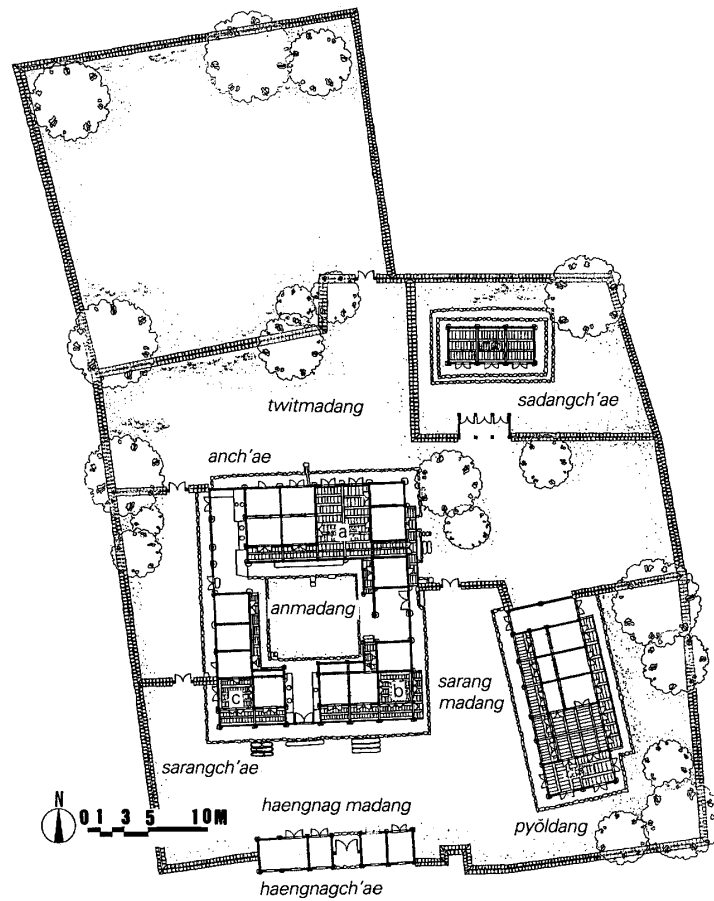 twitmadang
sadangch'ae
anch'ae
a
anmadang
sarang
madang
b
c
sarangch'ae
N
0 1 3 5 10M
haengnag madang
pyŏldang
haengnagch'ae